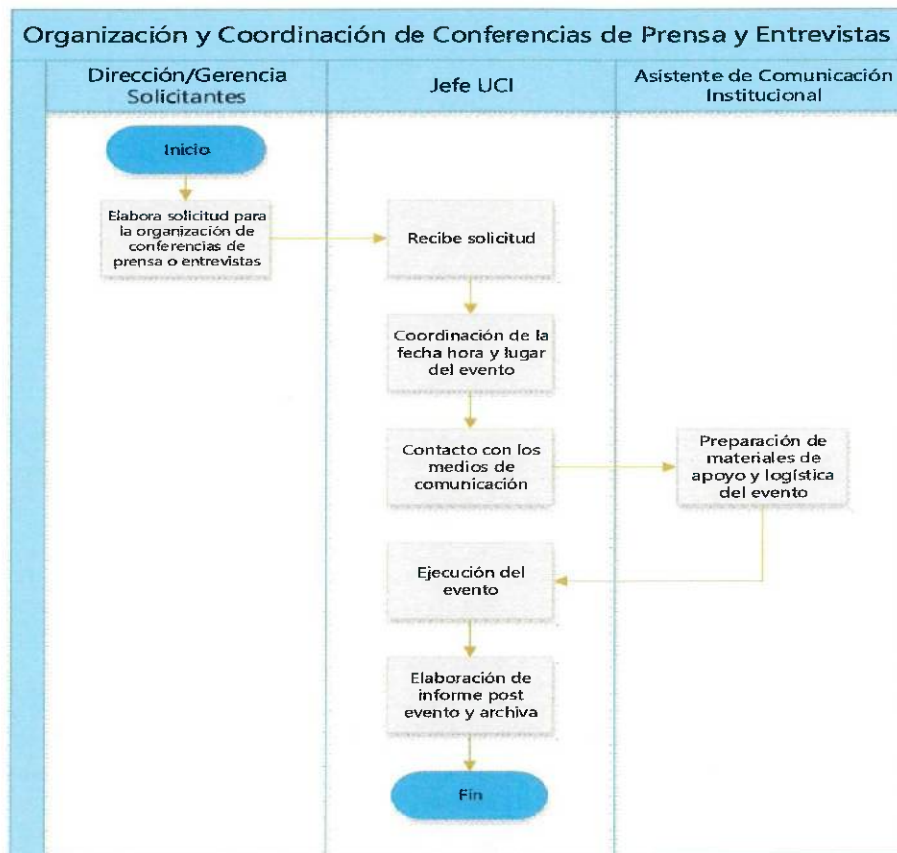 Organización y Coordinación de Conferencias de Prensa y Entrevistas
Dirección/Gerencia
Solicitantes
Jefe UCI
Asistente de Comunicación
Institucional
Inicio
Elabora solicitud para
la organización de
conferencias de
prensa o entrevistas
Recibe solicitud
Coordinación de la
fecha hora y lugar
del evento
Contacto con los
medios de
comunicación
Preparación de
materiales de
apoyo y logística
del evento
Ejecución del
evento
Elaboración de
informe post
evento y archiva
Fin